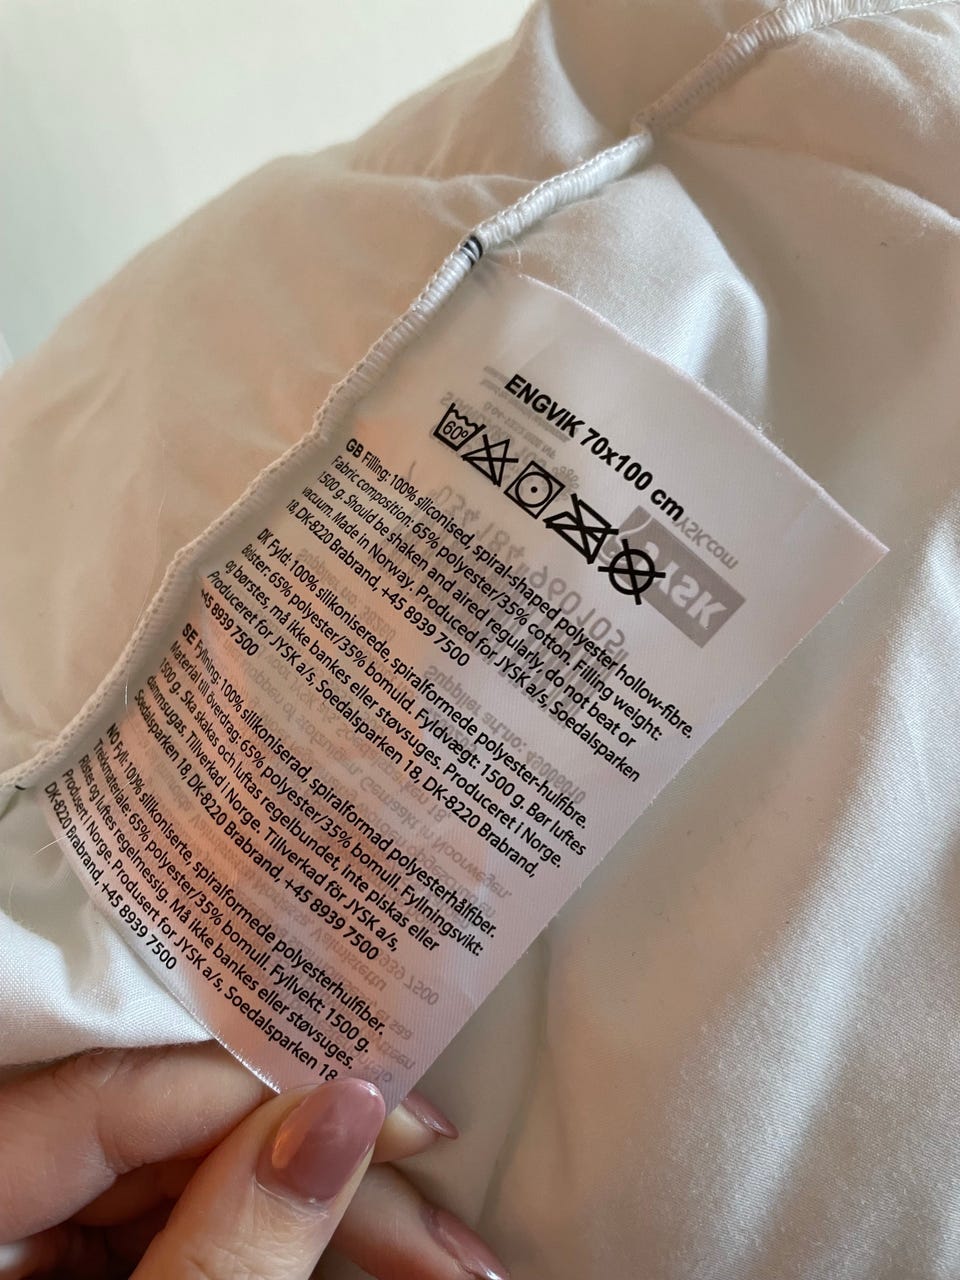 ENGVIK 70x100 cm
60°
GB Filling: 100% siliconised, spiral-shaped polyester hollow-fibre.
Fabric composition: 65% polyester/35% cotton. Filling weight:
1500 g. Should be shaken and aired regularly, do not beat or
vacuum. Made in Norway. Produced for JYSK a/s, Soedalsparken
18, DK-8220 Brabrand, +45 8939 7500
DK Fyld: 100% silikoniserede, spiralformede polyester-hulfibre.
Bolster: 65% polyester/35% bomuld. Fyldvægt: 1500 g. Bør luftes
og børstes, må ikke bankes eller støvsuges. Produceret i Norge.
Produceret for JYSK a/s, Soedalsparken 18, DK-8220 Brabrand,
+45 8939 7500
SE Fyllning: 100% silikoniserad, spiralformad polyesterhålfiber.
Material till överdrag: 65% polyester/35% bomull. Fyllningsvikt:
1500 g. Ska skakas och luftas regelbundet, inte piskas eller
dammsugas. Tillverkad i Norge. Tillverkad för JYSK a/s,
Soedalsparken 18, DK-8220 Brabrand, +45 8939 7500
NO Fyll: 100% silikoniserte, spiralformede polyesterhulfiber.
Trekkmateriale: 65% polyester/35% bomull. Fyllvekt: 1500 g.
Ristes og luftes regelmessig. Må ikke bankes eller støvsuges.
Produsert i Norge. Produsert for JYSK a/s, Soedalsparken 18
DK-8220 Brabrand, +45 8939 7500
JYSK.com
JYSK